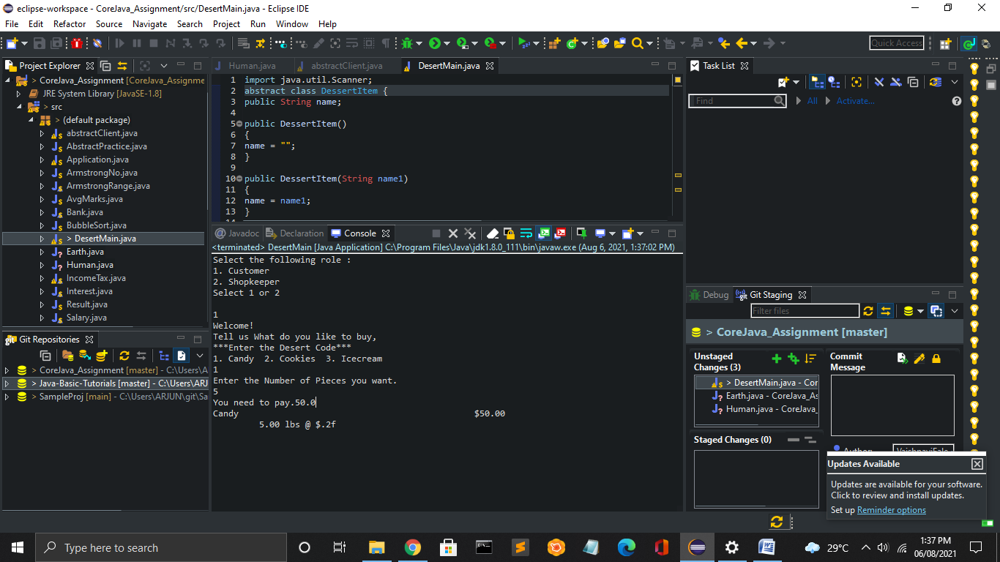 eclipse-workspace - CoreJava_Assignment/src/DesertMain.java - Eclipse IDE
File Edit Refactor Source Navigate Search Project Run Window Help
Quick Access
Project Explorer
> CoreJava_Assignment [CoreJava_Assignme
JRE System Library [JavaSE-1.8]
> src
> (default package)
abstractClient.java
AbstractPractice.java
Application.java
ArmstrongNo.java
ArmstrongRange.java
AvgMarks.java
Bank.java
BubbleSort.java
> DesertMain.java
Earth.java
Human.java
IncomeTax.java
Interest.java
Result.java
Salary.java
Git Repositories
> CoreJava_Assignment [master] - C:\Users\A
> Java-Basic-Tutorials [master] - C:\Users\ARJ
> SampleProj [main] - C:\Users\ARJUN\git\Sa
Human.java abstractClient.java DesertMain.java
1 import java.util.Scanner;
2 abstract class DessertItem {
3 public String name;
4
5 public DessertItem()
6 {
7 name = "";
8 }
9
10 public DessertItem(String name1)
11 {
12 name = name1;
13 }
14
Javadoc Declaration Console
<terminated> DesertMain [Java Application] C:\Program Files\Java\jdk1.8.0_111\bin\javaw.exe (Aug 6, 2021, 1:37:02 PM)
Select the following role :
1. Customer
2. Shopkeeper
Select 1 or 2
1
Welcome!
Tell us What do you like to buy,
***Enter the Desert Code***
1. Candy 2. Cookies 3. Icecream
1
Enter the Number of Pieces you want.
5
You need to pay.50.0
Candy $50.00
5.00 lbs @ $.2f
Task List
Find All Activate...
Debug Git Staging
Filter files
> CoreJava_Assignment [master]
Unstaged Changes (3)
> DesertMain.java - Cor
Earth.java - CoreJava_As
Human.java - CoreJava_
Staged Changes (0)
Commit Message
Author: VaishnaviFale
Updates Available
Updates are available for your software.
Click to review and install updates.
Set up Reminder options
Type here to search
29°C
1:37 PM
06/08/2021